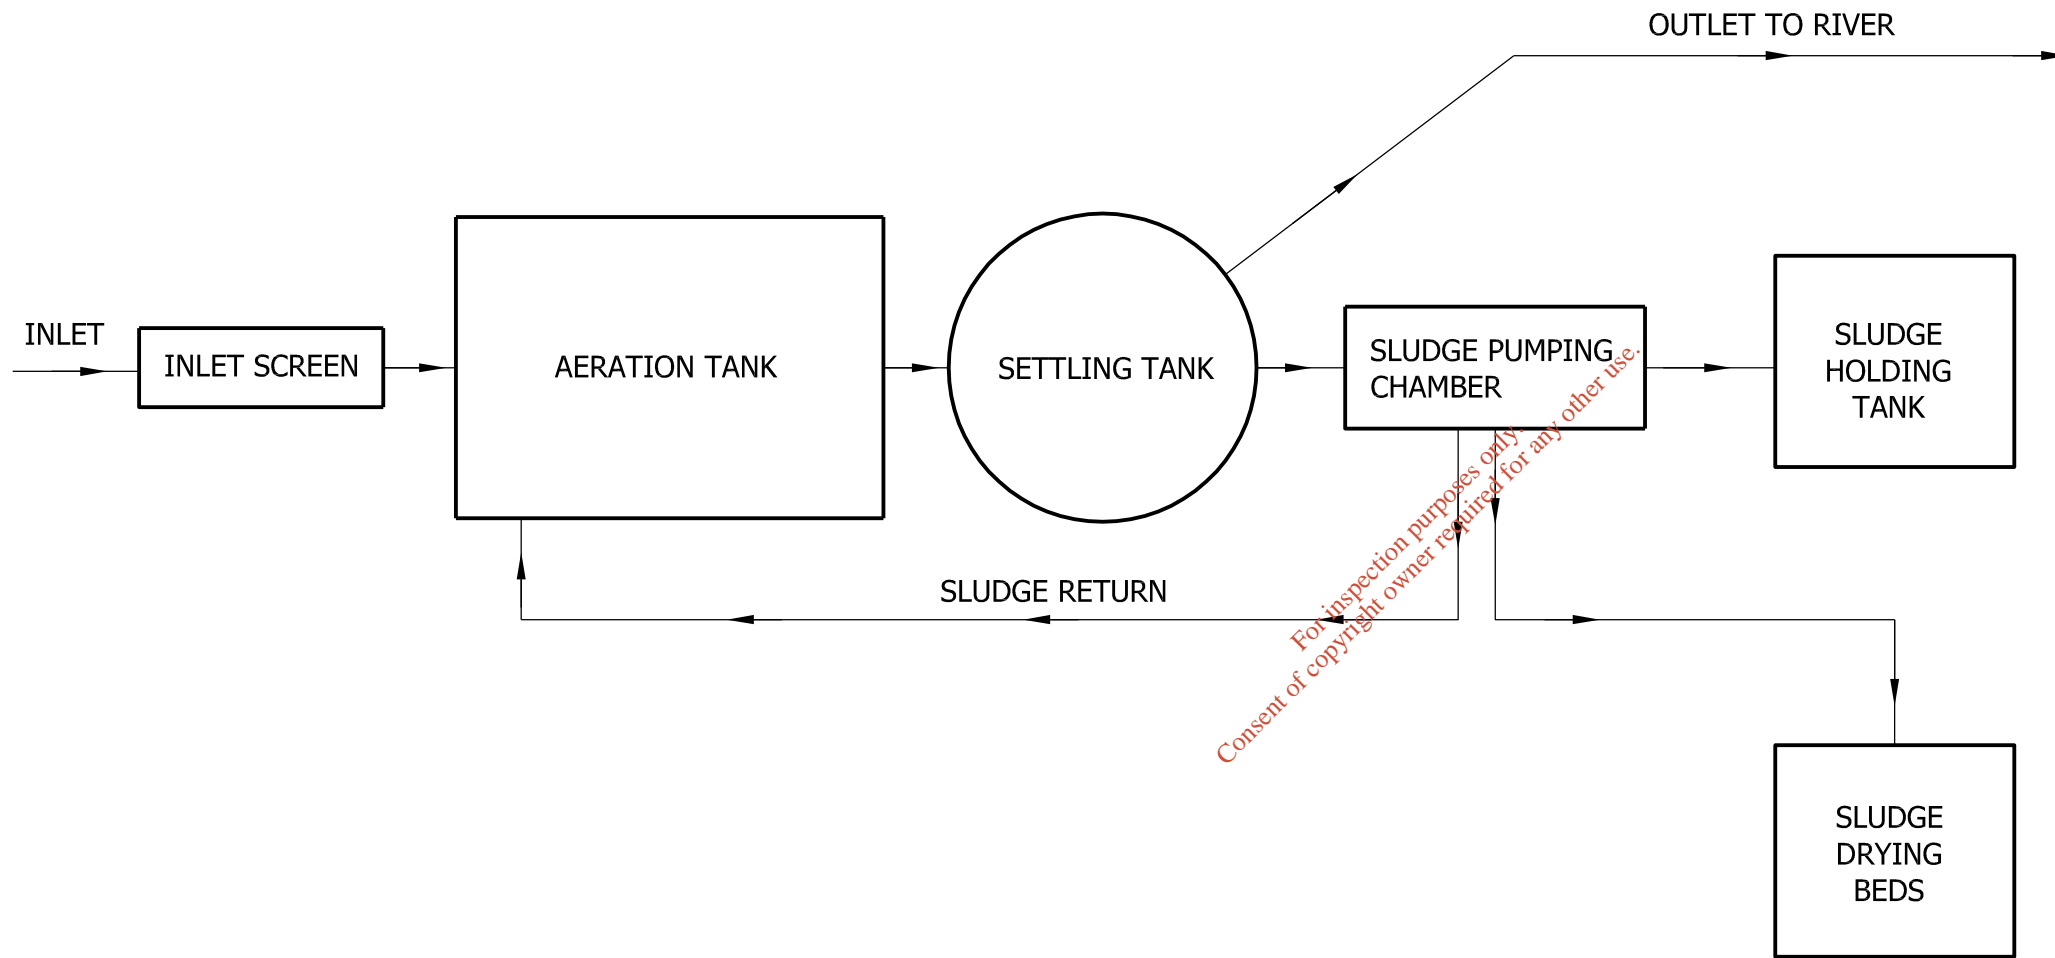 OUTLET TO RIVER
INLET
INLET SCREEN
AERATION TANK
SETTLING TANK
SLUDGE PUMPING
CHAMBER
SLUDGE
HOLDING
TANK
SLUDGE RETURN
For inspection purposes only.
Consent of copyright owner required for any other use.
SLUDGE
DRYING
BEDS